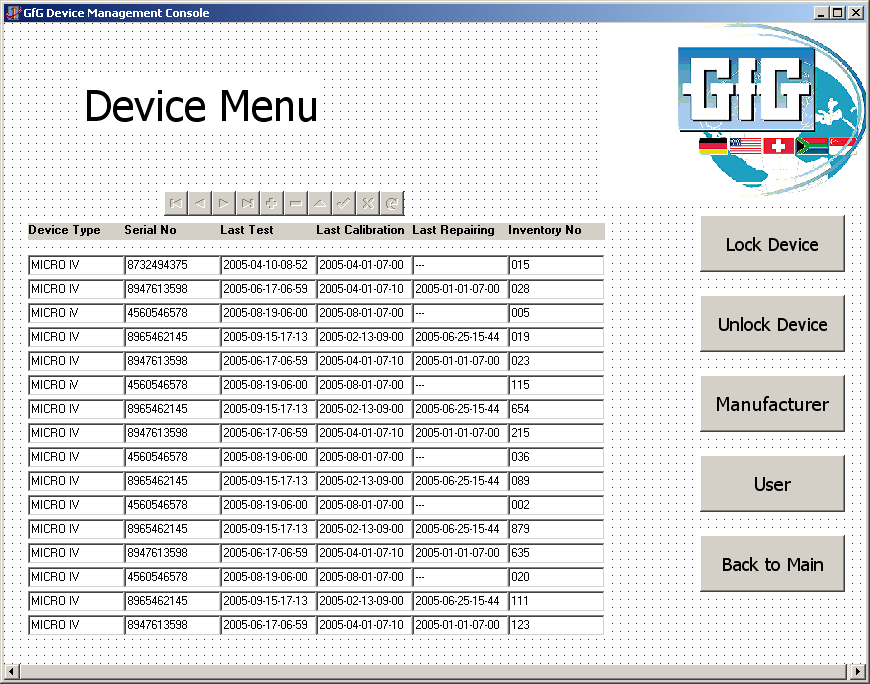 GfG Device Management Console
GfG
Device Menu
Device Type Serial No Last Test Last Calibration Last Repairing Inventory No
MICRO IV 8732494375 2005-04-10-08-52 2005-04-01-07-00 --- 015
MICRO IV 8947613598 2005-06-17-06-59 2005-04-01-07-10 2005-01-01-07-00 028
MICRO IV 4560546578 2005-08-19-06-00 2005-08-01-07-00 --- 005
MICRO IV 8965462145 2005-09-15-17-13 2005-02-13-09-00 2005-06-25-15-44 019
MICRO IV 8947613598 2005-06-17-06-59 2005-04-01-07-10 2005-01-01-07-00 023
MICRO IV 4560546578 2005-08-19-06-00 2005-08-01-07-00 --- 115
MICRO IV 8965462145 2005-09-15-17-13 2005-02-13-09-00 2005-06-25-15-44 654
MICRO IV 8947613598 2005-06-17-06-59 2005-04-01-07-10 2005-01-01-07-00 215
MICRO IV 4560546578 2005-08-19-06-00 2005-08-01-07-00 --- 036
MICRO IV 8965462145 2005-09-15-17-13 2005-02-13-09-00 2005-06-25-15-44 089
MICRO IV 4560546578 2005-08-19-06-00 2005-08-01-07-00 --- 002
MICRO IV 8965462145 2005-09-15-17-13 2005-02-13-09-00 2005-06-25-15-44 879
MICRO IV 8947613598 2005-06-17-06-59 2005-04-01-07-10 2005-01-01-07-00 635
MICRO IV 4560546578 2005-08-19-06-00 2005-08-01-07-00 --- 020
MICRO IV 8965462145 2005-09-15-17-13 2005-02-13-09-00 2005-06-25-15-44 111
MICRO IV 8947613598 2005-06-17-06-59 2005-04-01-07-10 2005-01-01-07-00 123
Lock Device
Unlock Device
Manufacturer
User
Back to Main